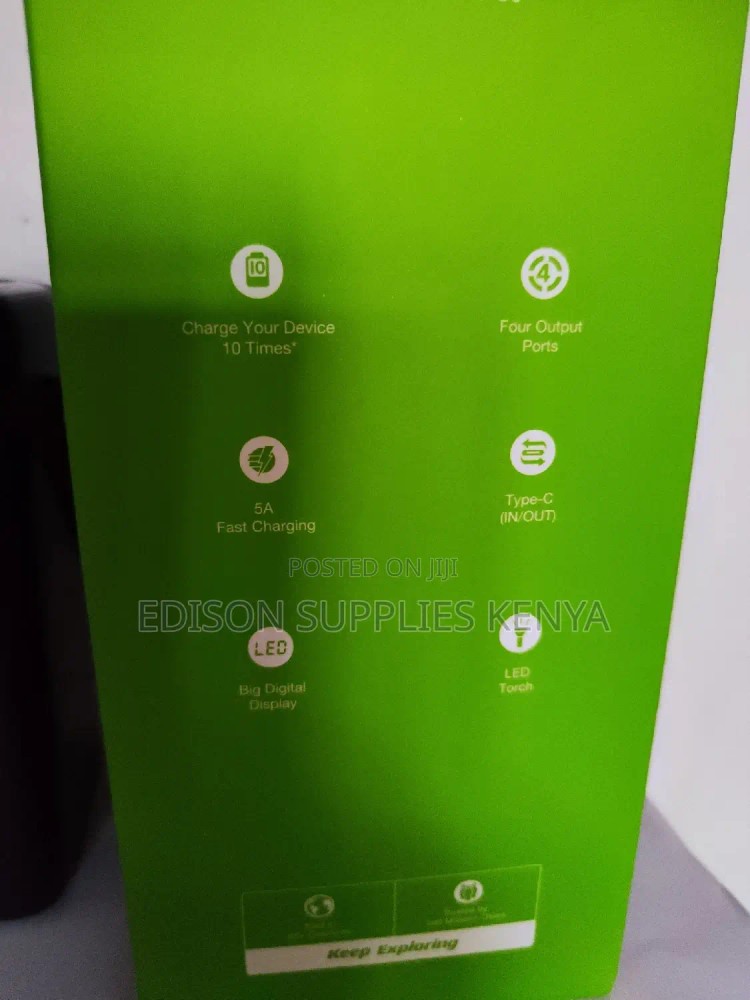 10
4
Charge Your Device
10 Times*
Four Output
Ports
5A
Fast Charging
Type-C
(IN/OUT)
POSTED ON JIJI
EDISON SUPPLIES KENYA
LED
Big Digital
Display
LED
Torch
Keep Exploring